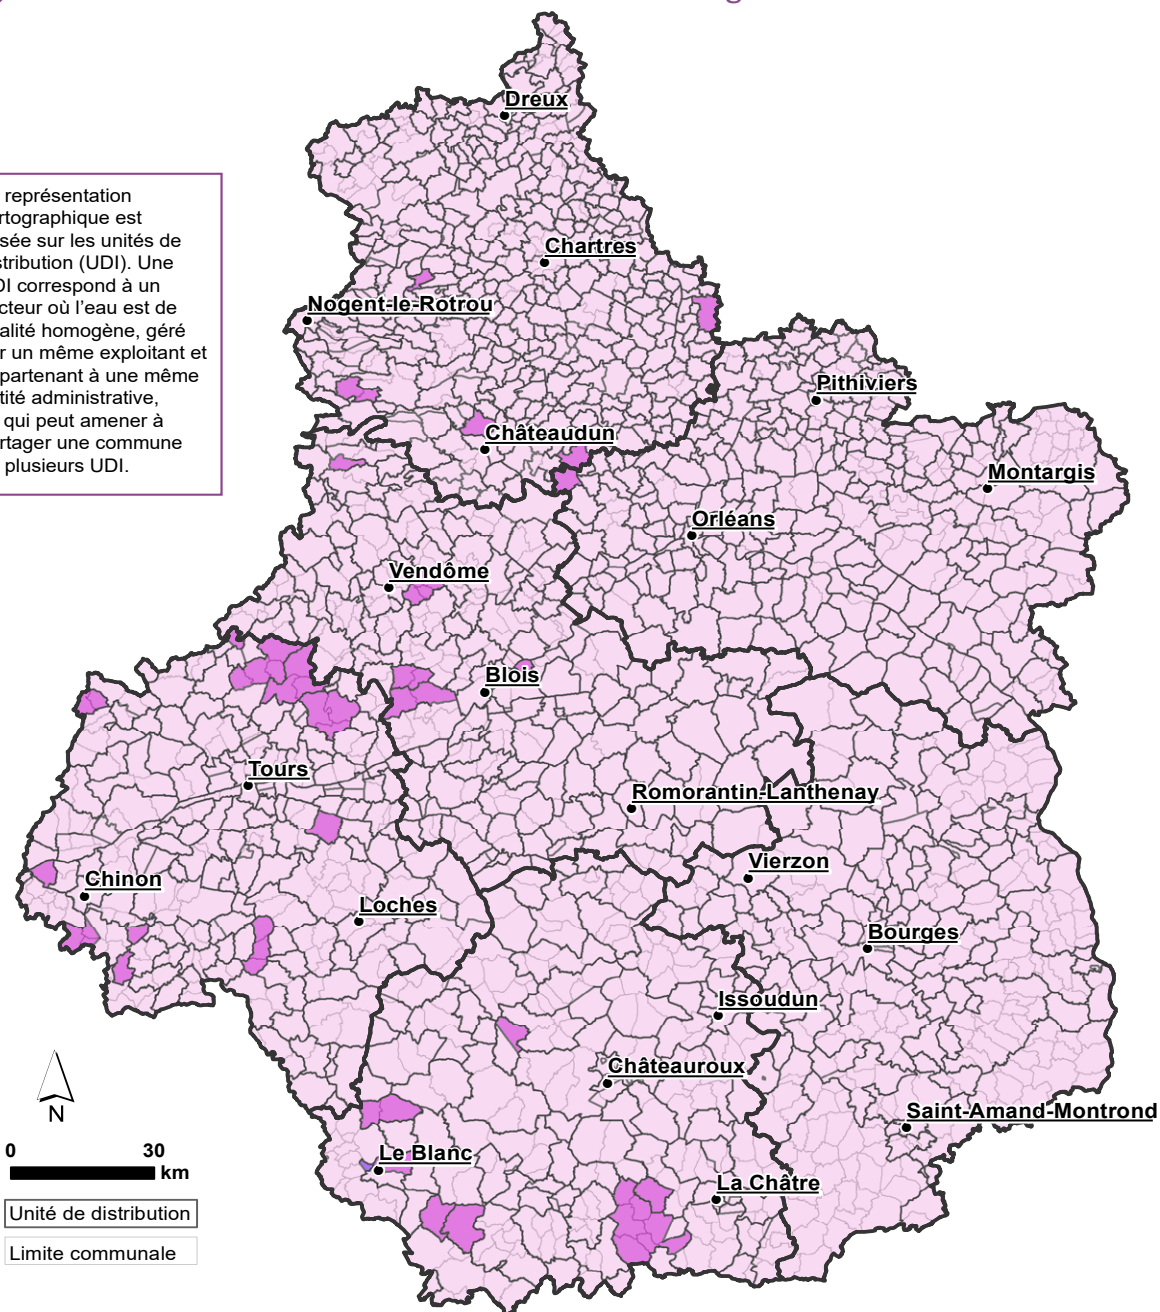 g
Dreux
représentation
rtographique est
sée sur les unités de
stribution (UDI). Une
DI correspond à un
cteur où l'eau est de
alité homogène, géré
r un même exploitant et
partenant à une même
tité administrative,
qui peut amener à
rtager une commune
plusieurs UDI.
Chartres
Nogent-le-Rotrou
Pithiviers
Châteaudun
Montargis
Orléans
Vendôme
Blois
Tours
Romorantin-Lanthenay
Vierzon
Chinon
Loches
Bourges
Issoudun
Châteauroux
N
Saint-Amand-Montrond
0 30
km
Le Blanc
La Châtre
Unité de distribution
Limite communale